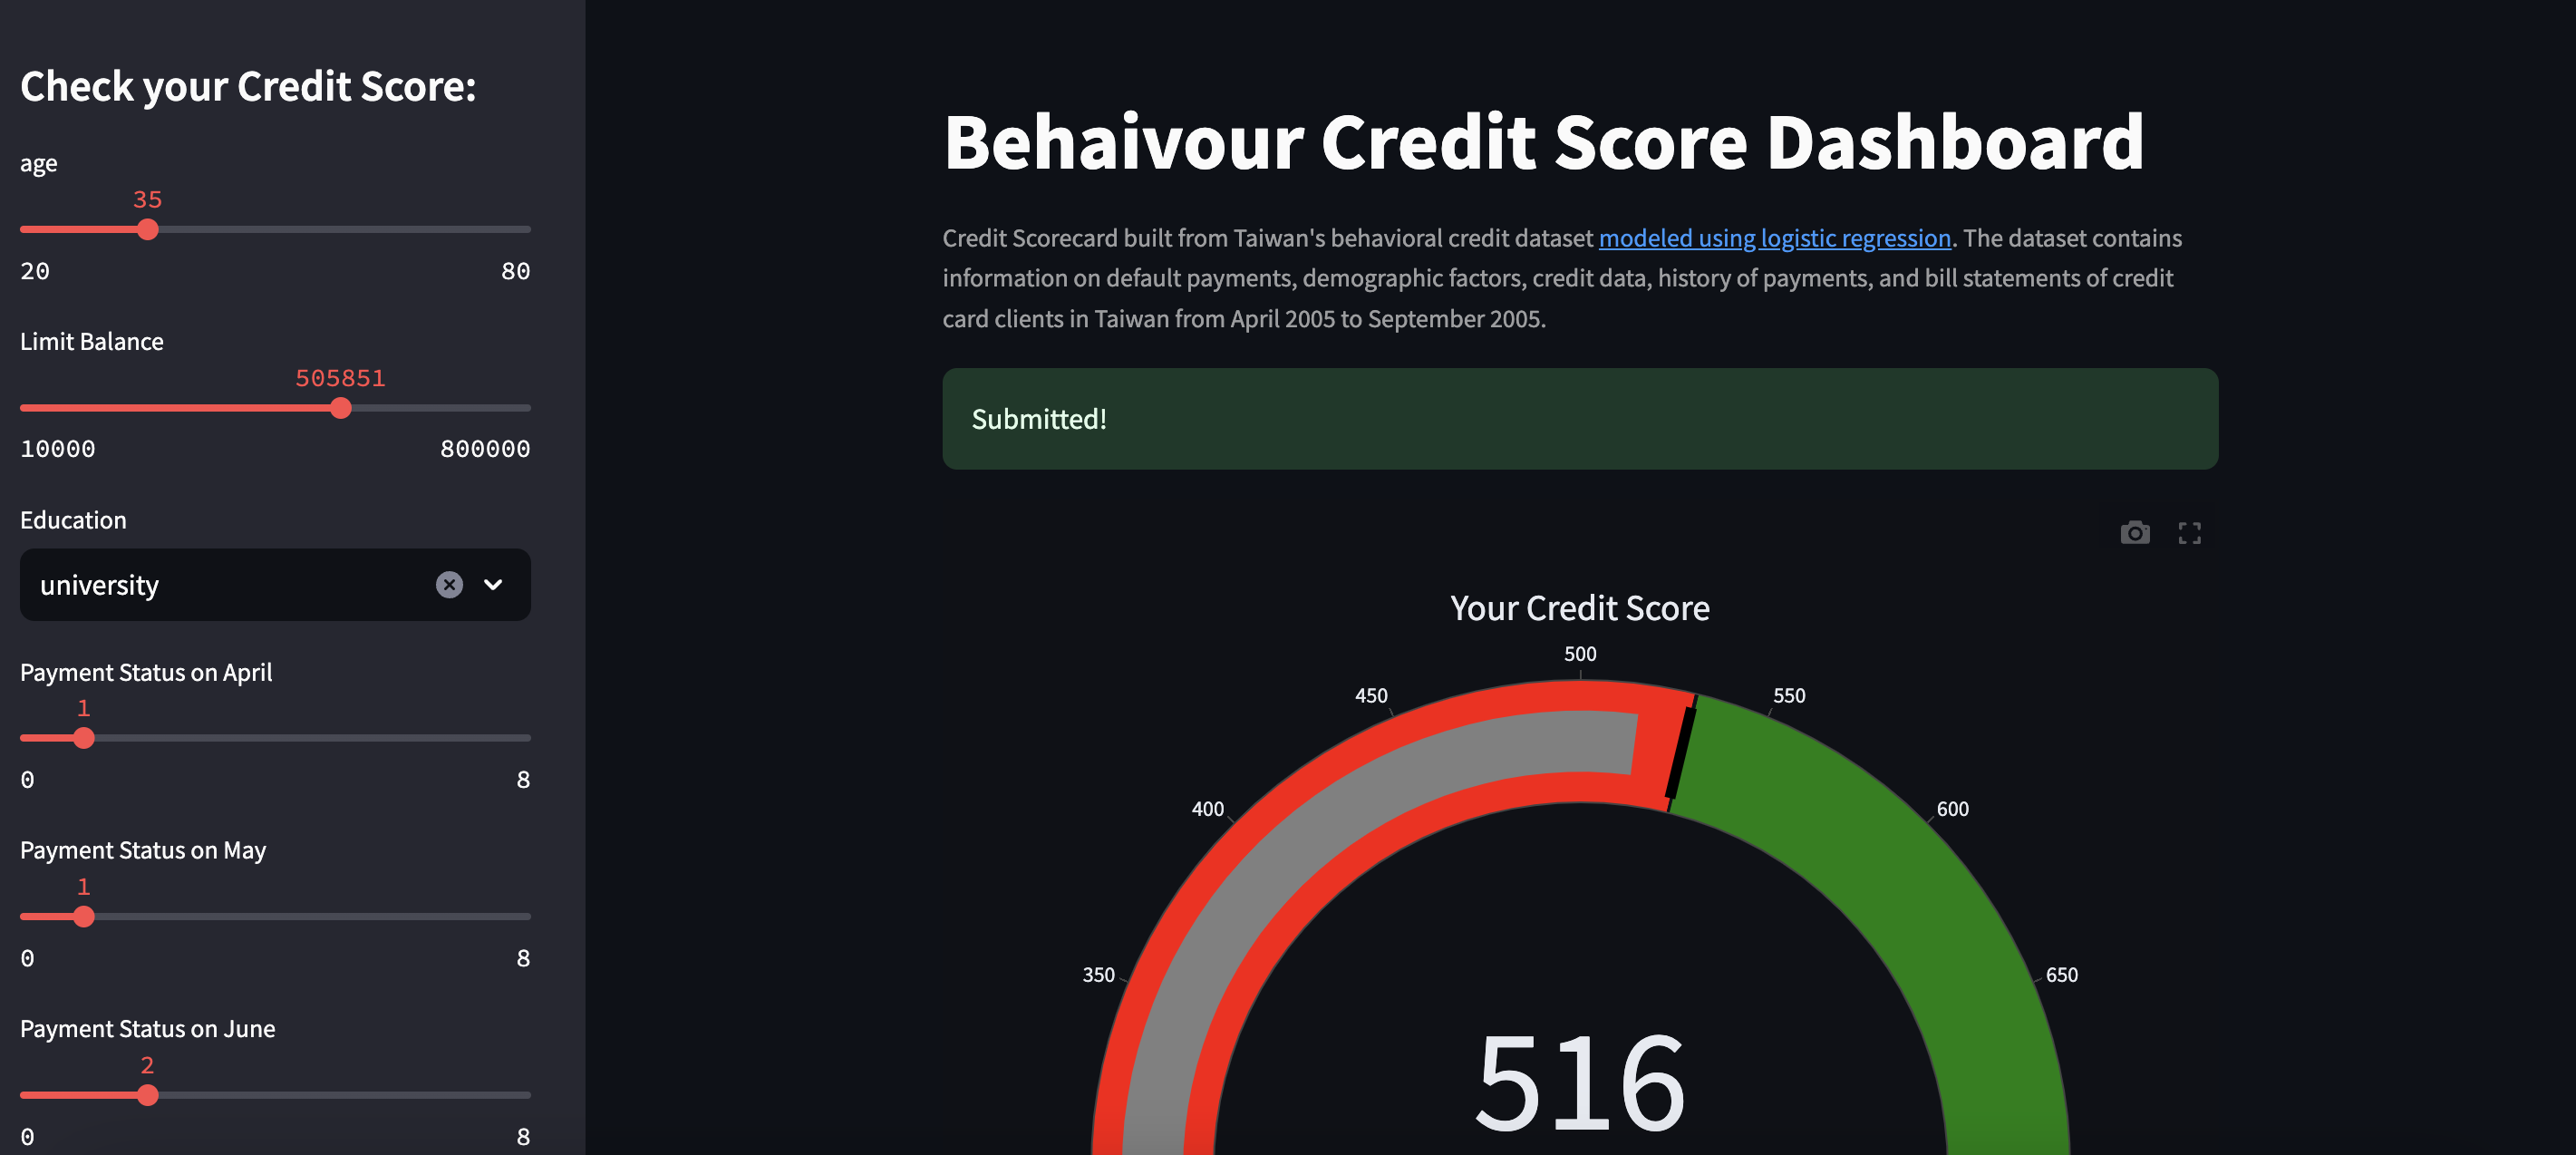 Check your Credit Score:
age
35
20 80
Limit Balance
505851
10000 800000
Education
university
Payment Status on April
1
0 8
Payment Status on May
1
0 8
Payment Status on June
2
0 8
Behaivour Credit Score Dashboard
Credit Scorecard built from Taiwan's behavioral credit dataset modeled using logistic regression. The dataset contains
information on default payments, demographic factors, credit data, history of payments, and bill statements of credit
card clients in Taiwan from April 2005 to September 2005.
Submitted!
Your Credit Score
500
450 550
400 600
350 650
516